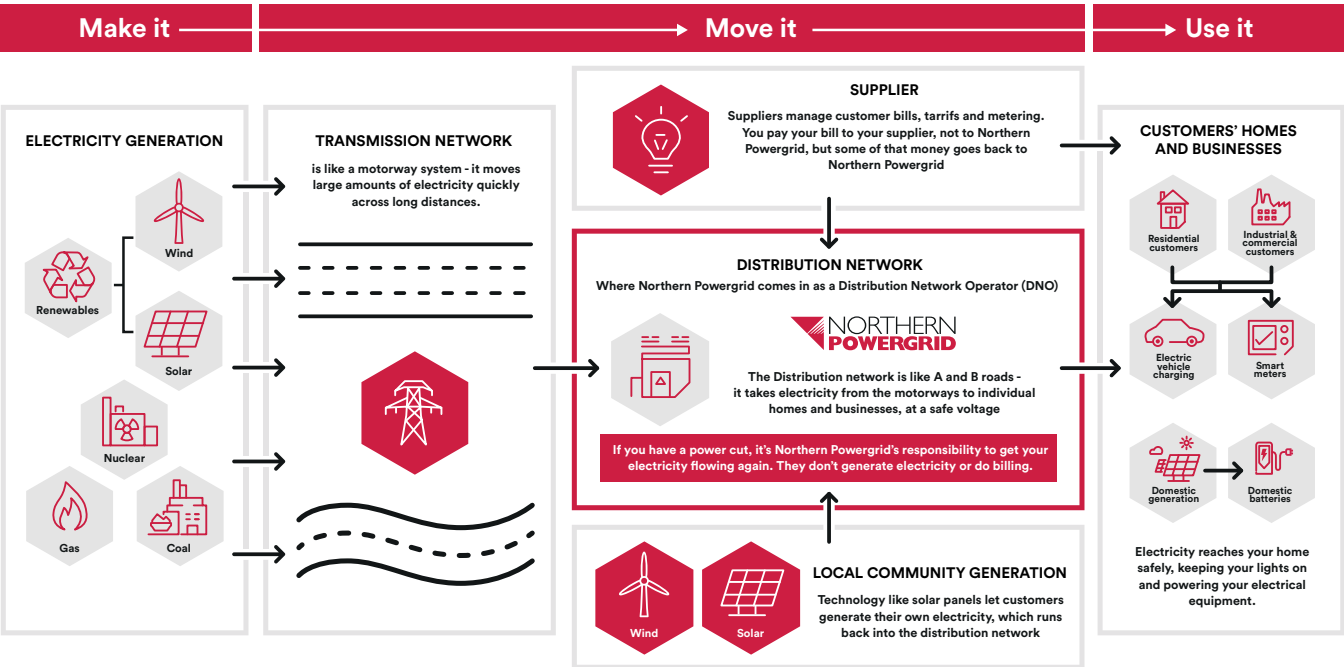 Make it
Move it
Use it
ELECTRICITY GENERATION
Wind
Renewables
Solar
Nuclear
Gas
Coal
TRANSMISSION NETWORK
is like a motorway system - it moves
large amounts of electricity quickly
across long distances.
SUPPLIER
Suppliers manage customer bills, tarrifs and metering.
You pay your bill to your supplier, not to Northern
Powergrid, but some of that money goes back to
Northern Powergrid
DISTRIBUTION NETWORK
Where Northern Powergrid comes in as a Distribution Network Operator (DNO)
NORTHERN
POWERGRID
The Distribution network is like A and B roads -
it takes electricity from the motorways to individual
homes and businesses, at a safe voltage
If you have a power cut, it's Northern Powergrid's responsibility to get your
electricity flowing again. They don't generate electricity or do billing.
Wind
Solar
LOCAL COMMUNITY GENERATION
Technology like solar panels let customers
generate their own electricity, which runs
back into the distribution network
CUSTOMERS' HOMES
AND BUSINESSES
Residential
customers
Industrial &
commercial
customers
Electric
vehicle
charging
Smart
meters
Domestic
generation
Domestic
batteries
Electricity reaches your home
safely, keeping your lights on
and powering your electrical
equipment.